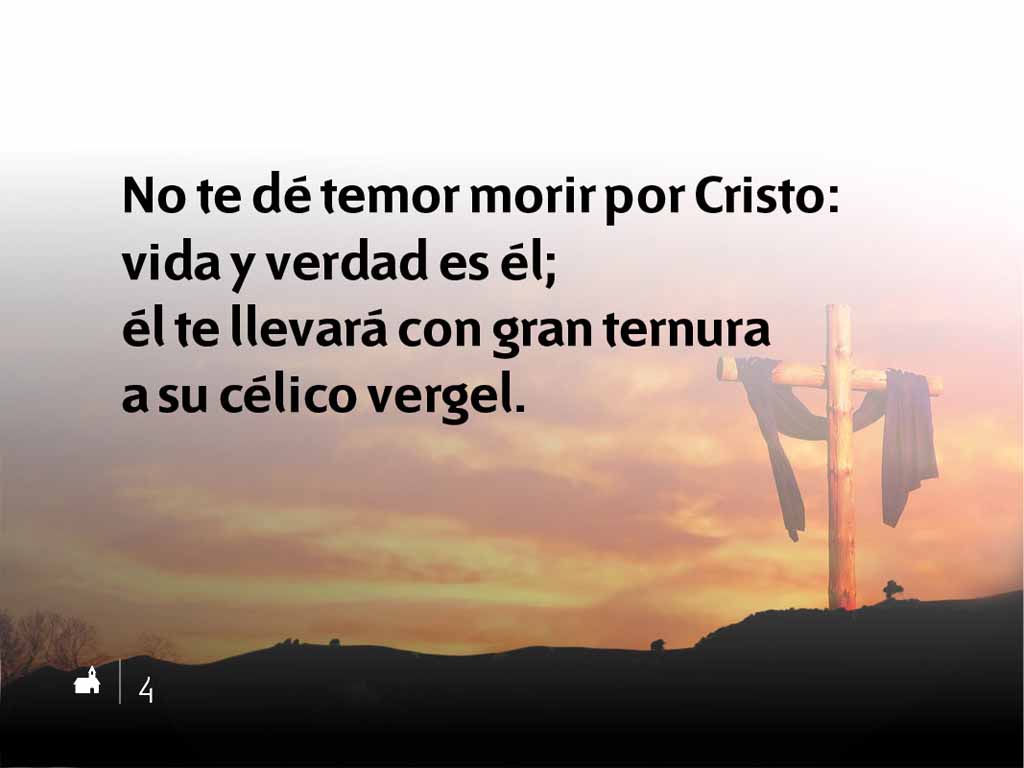 No te dé temor morir por Cristo:
vida y verdad es él;
él te llevará con gran ternura
a su célico vergel.
4